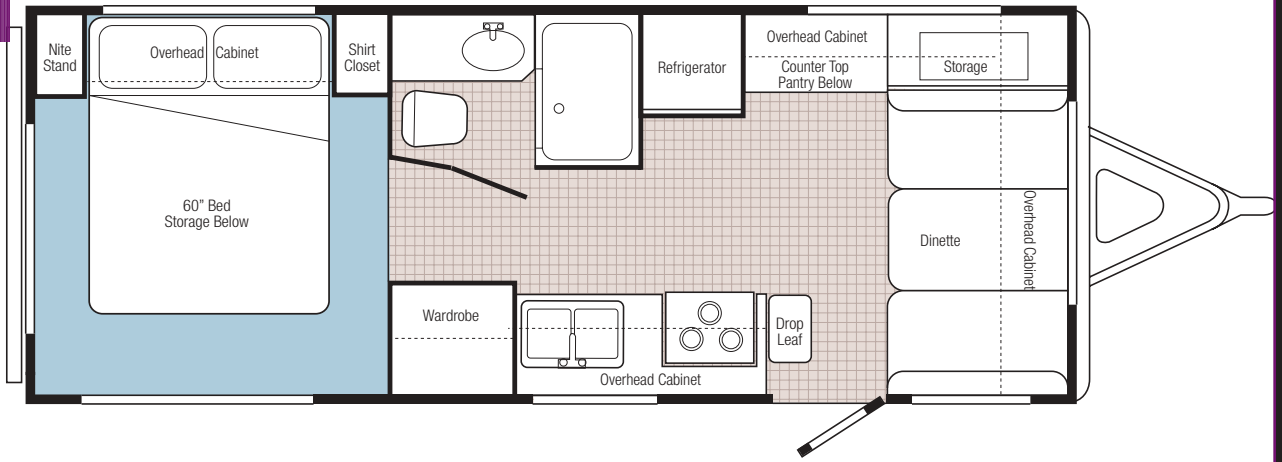 Nite
Stand
Overhead Cabinet
Shirt
Closet
Refrigerator
Overhead Cabinet
Counter Top
Pantry Below
Storage
60” Bed
Storage Below
Dinette
Overhead Cabinet
Wardrobe
Drop
Leaf
Overhead Cabinet